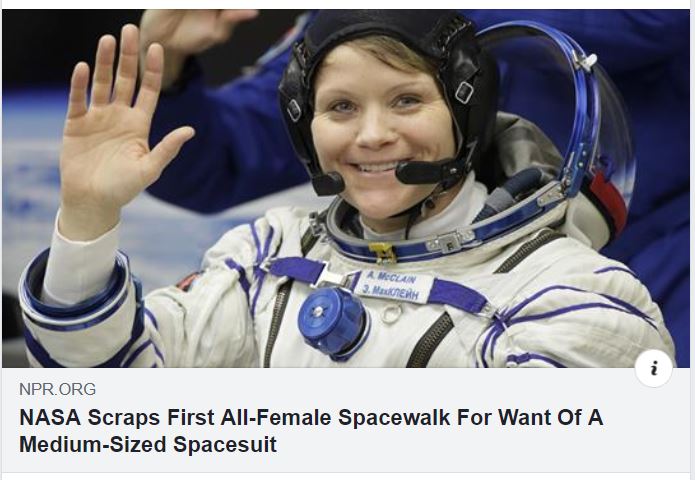 A. McCLAIN
Э. МакКЛЕЙН
NPR.ORG
NASA Scraps First All-Female Spacewalk For Want Of A
Medium-Sized Spacesuit